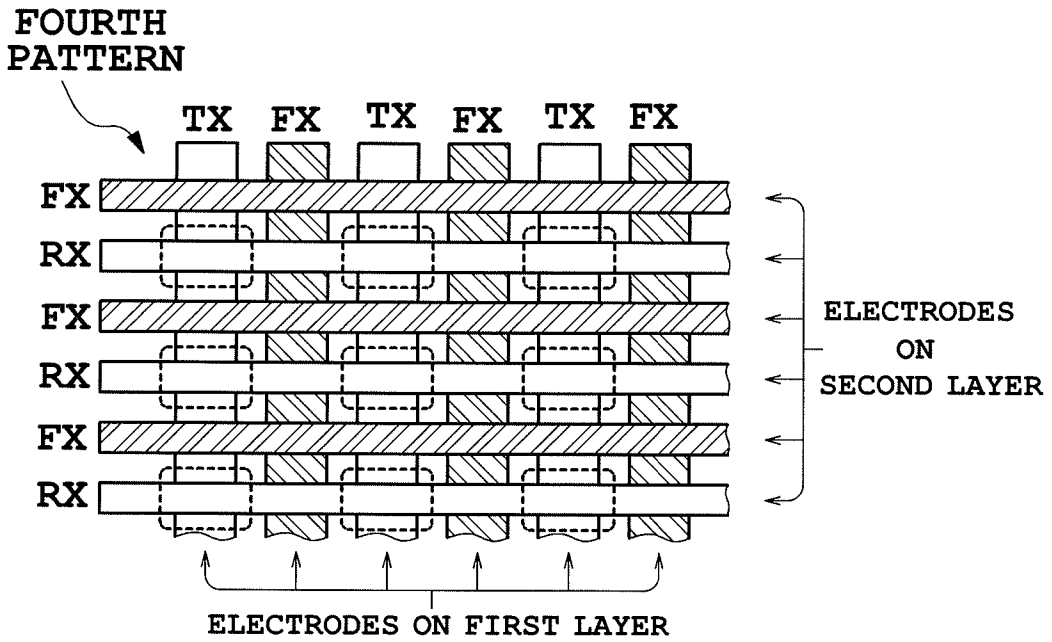 FOURTH
PATTERN
TX FX TX FX TX FX
FX
RX
FX
RX
FX
RX
ELECTRODES
ON
SECOND LAYER
ELECTRODES ON FIRST LAYER